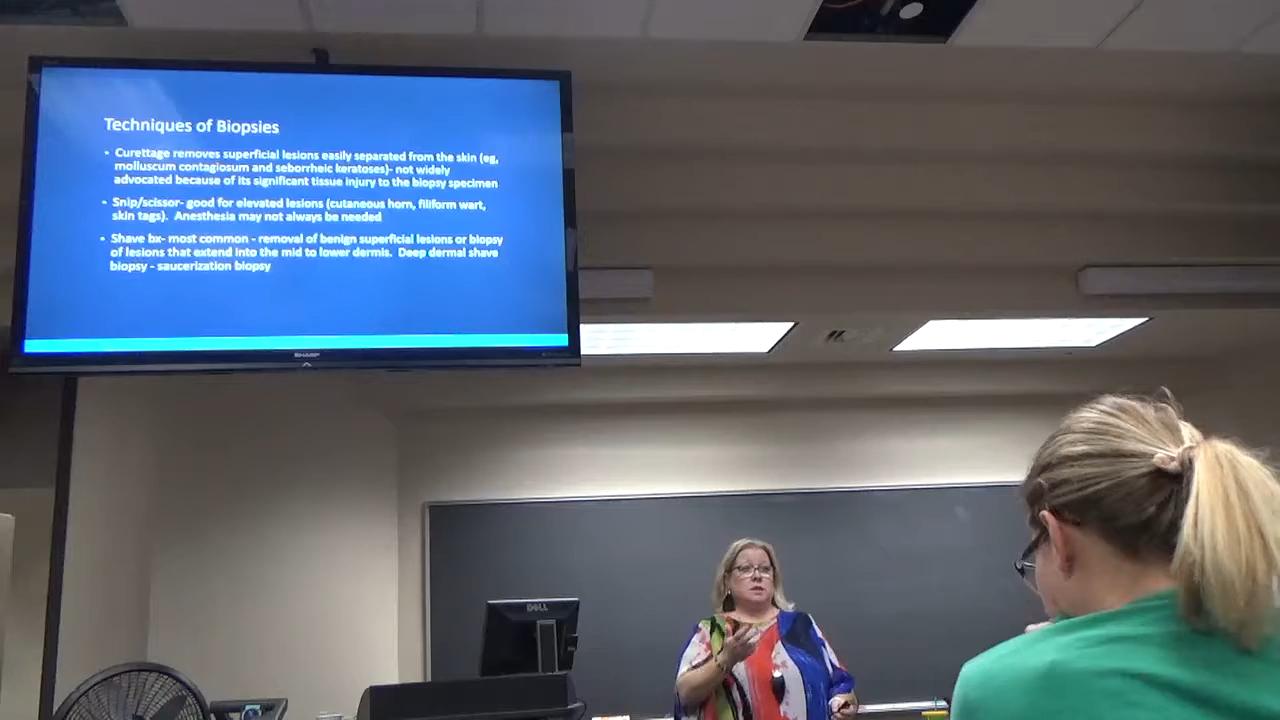 Techniques of Biopsies
• Curettage removes superficial lesions easily separated from the skin (eg,
molluscum contagiosum and seborrheic keratoses)- not widely
advocated because of its significant tissue injury to the biopsy specimen
• Snip/scissor- good for elevated lesions (cutaneous horn, filiform wart,
skin tags). Anesthesia may not always be needed
• Shave bx- most common - removal of benign superficial lesions or biopsy
of lesions that extend into the mid to lower dermis. Deep dermal shave
biopsy - saucerization biopsy
SHARP
DELL